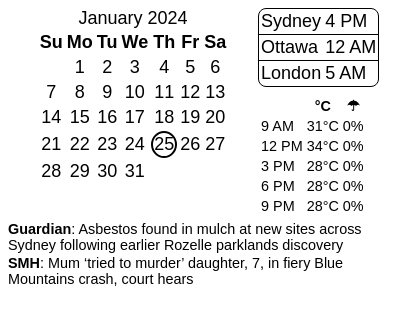 January 2024
Su Mo Tu We Th Fr Sa
1 2 3 4 5 6
7 8 9 10 11 12 13
14 15 16 17 18 19 20
21 22 23 24 25 26 27
28 29 30 31
Sydney 4 PM
Ottawa 12 AM
London 5 AM
°C ☂
9 AM 31°C 0%
12 PM 34°C 0%
3 PM 28°C 0%
6 PM 28°C 0%
9 PM 28°C 0%
Guardian: Asbestos found in mulch at new sites across
Sydney following earlier Rozelle parklands discovery
SMH: Mum ‘tried to murder’ daughter, 7, in fiery Blue
Mountains crash, court hears